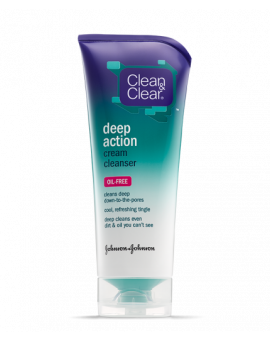 Clean
&
Clear®
deep
action
cream
cleanser
OIL-FREE
cleans deep
down-to-the-pores
cool, refreshing tingle
deep cleans even
dirt & oil you can't see
Johnson & Johnson